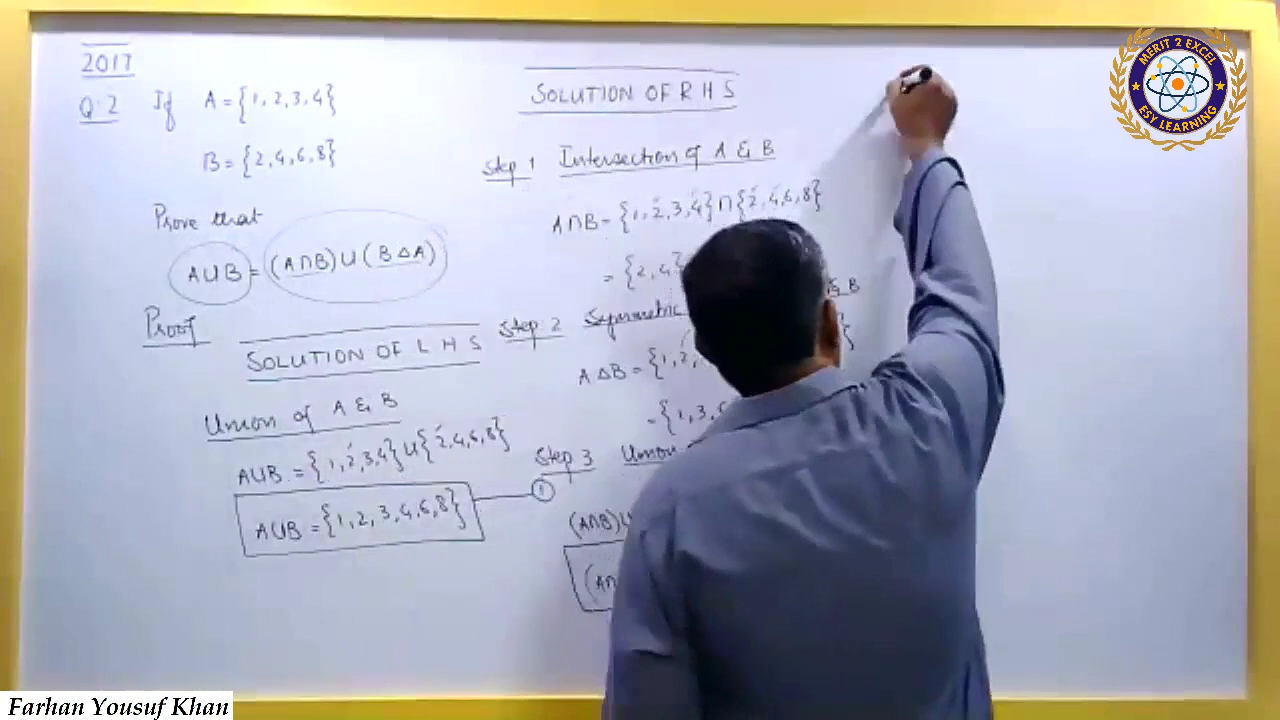 2017
Q.2 If A = {1, 2, 3, 4}
B = {2, 4, 6, 8}
Prove that
A∪B = (A∩B)∪(B△A)
Proof
SOLUTION OF L H S
Union of A & B
A∪B = {1, 2, 3, 4}∪{2, 4, 6, 8}
A∪B = {1, 2, 3, 4, 6, 8}
1
SOLUTION OF R H S
Step 1 Intersection of A & B
A∩B = {1, 2, 3, 4}∩{2, 4, 6, 8}
= {2, 4
Step 2 Symmetric & B
A△B = {1, 2,
= {1, 3,
Step 3 Union
(A∩B)∪
MERIT 2 EXCEL
ESY LEARNING
Farhan Yousuf Khan